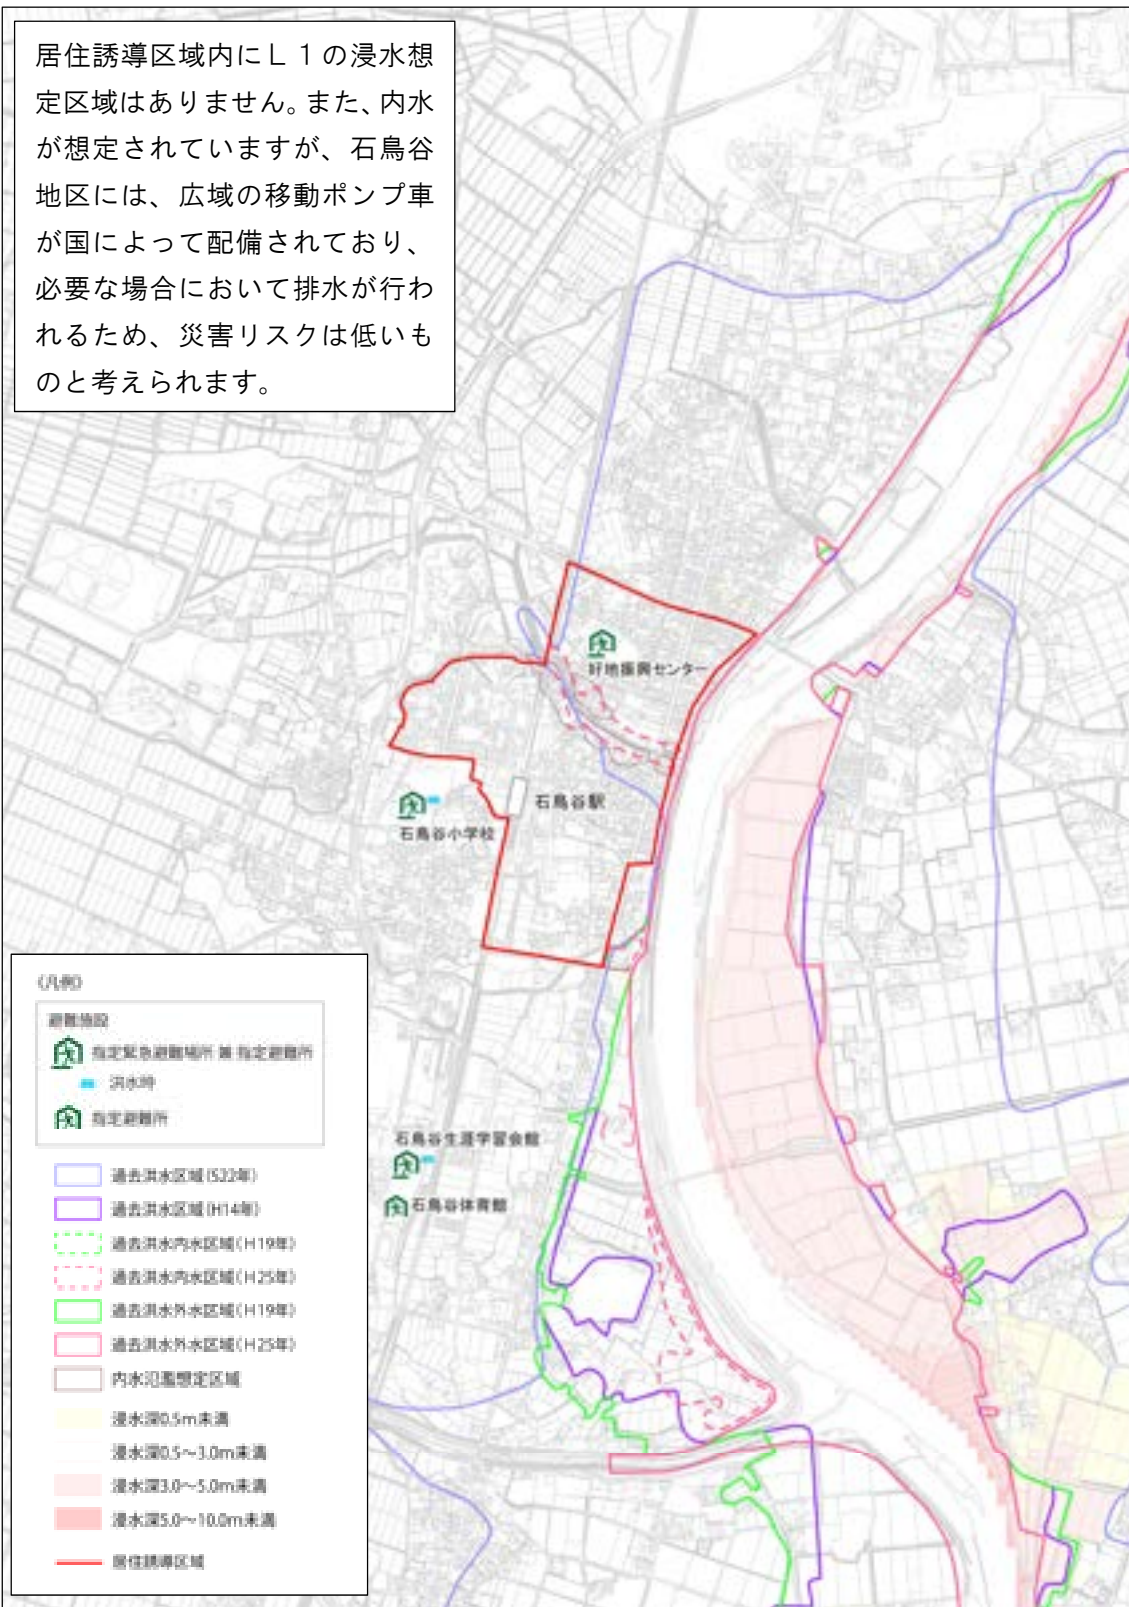 居住誘導区域内にL1の浸水想
定区域はありません。また、内水
が想定されていますが、石鳥谷
地区には、広域の移動ポンプ車
が国によって配備されており、
必要な場合において排水が行わ
れるため、災害リスクは低いも
のと考えられます。
好地振興センター
石鳥谷駅
石鳥谷小学校
石鳥谷生涯学習会館
石鳥谷体育館
(凡例)
避難施設
指定緊急避難場所 兼 指定避難所
洪水時
指定避難所
過去洪水区域(S22年)
過去洪水区域(H14年)
過去洪水内水区域(H19年)
過去洪水内水区域(H25年)
過去洪水外水区域(H19年)
過去洪水外水区域(H25年)
内水氾濫想定区域
浸水深0.5m未満
浸水深0.5～3.0m未満
浸水深3.0～5.0m未満
浸水深5.0～10.0m未満
居住誘導区域